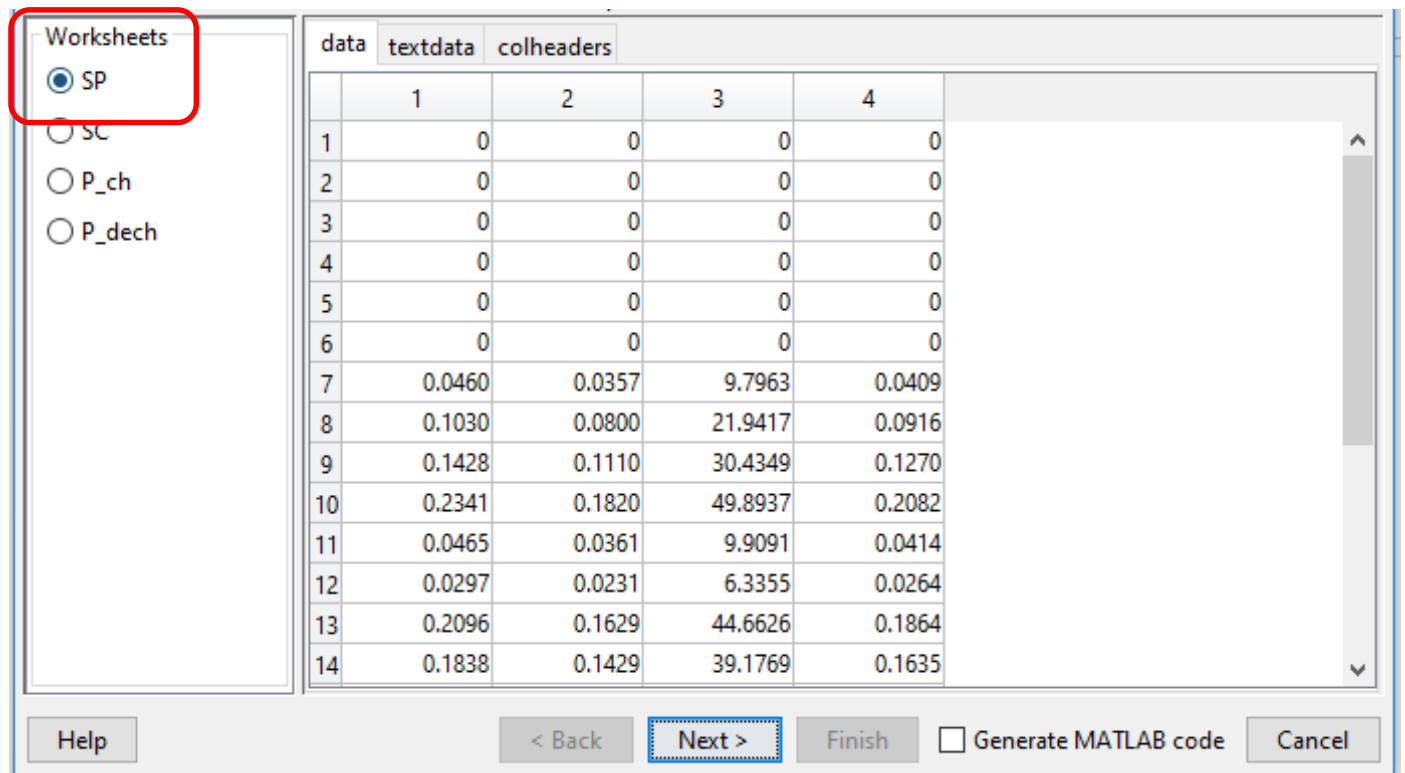 Worksheets
SP
SC
P_ch
P_dech
data textdata colheaders
1 2 3 4
1 0 0 0 0
2 0 0 0 0
3 0 0 0 0
4 0 0 0 0
5 0 0 0 0
6 0 0 0 0
7 0.0460 0.0357 9.7963 0.0409
8 0.1030 0.0800 21.9417 0.0916
9 0.1428 0.1110 30.4349 0.1270
10 0.2341 0.1820 49.8937 0.2082
11 0.0465 0.0361 9.9091 0.0414
12 0.0297 0.0231 6.3355 0.0264
13 0.2096 0.1629 44.6626 0.1864
14 0.1838 0.1429 39.1769 0.1635
Help < Back Next > Finish Generate MATLAB code Cancel